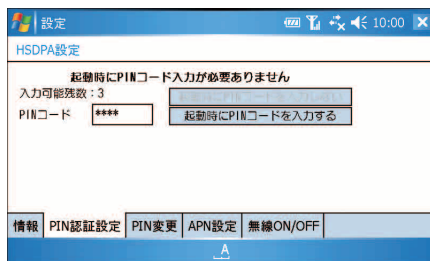 設定 10:00
HSDPA設定
起動時にPINコード入力が必要ありません
入力可能残数：3
PINコード **** 起動時にPINコードを入力する
情報 PIN認証設定 PIN変更 APN設定 無線ON/OFF
A